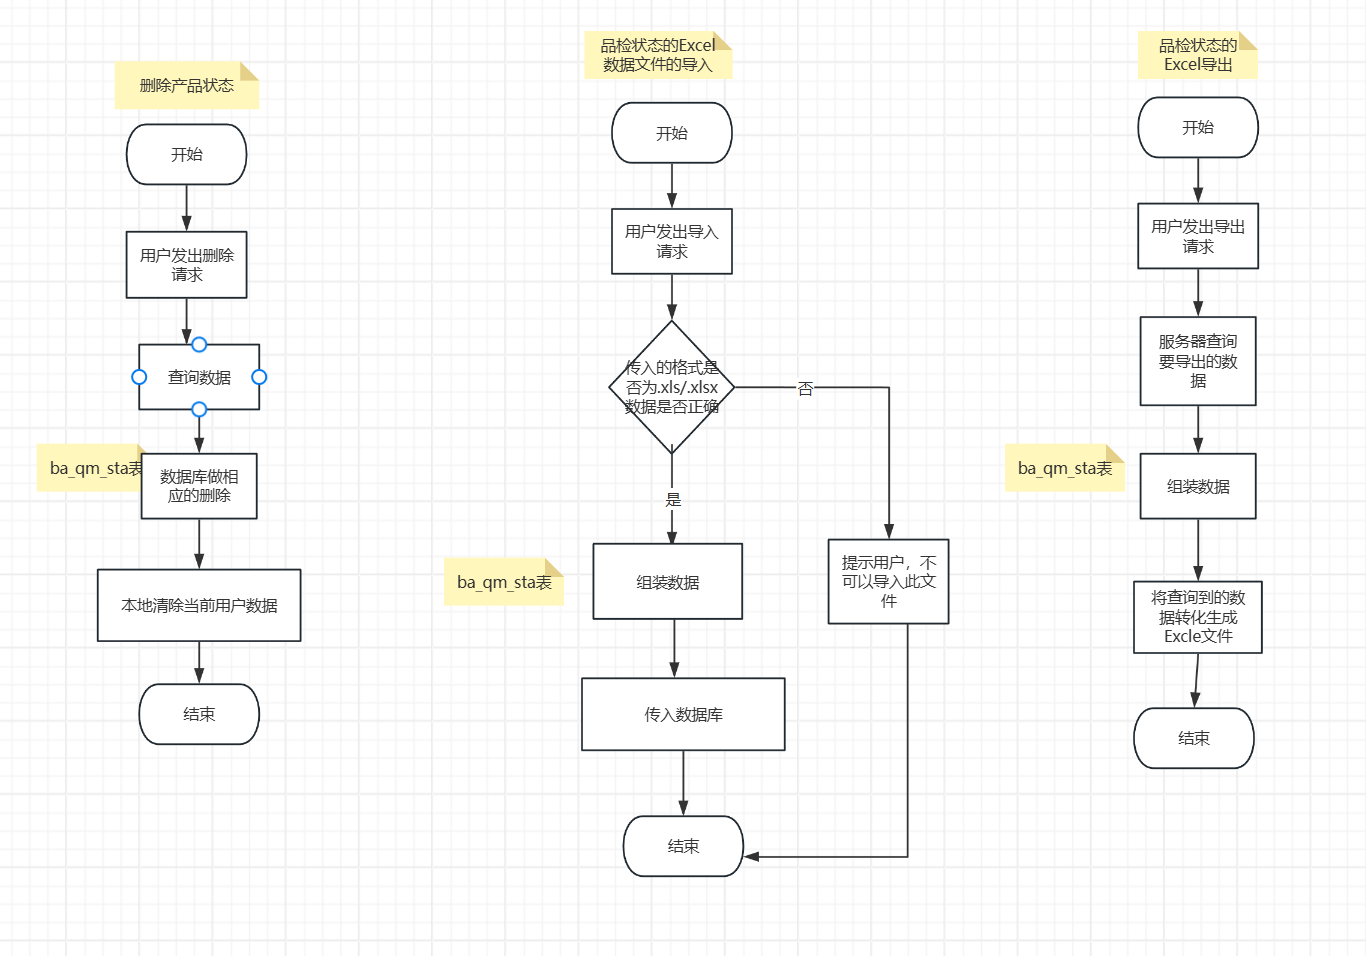 删除产品状态
开始
用户发出删除
请求
查询数据
ba_qm_sta表
数据库做相
应的删除
本地清除当前用户数据
结束
品检状态的Excel
数据文件的导入
开始
用户发出导入
请求
传入的格式是
否为.xls/.xlsx
数据是否正确
否
是
ba_qm_sta表
组装数据
提示用户，不
可以导入此文
件
传入数据库
结束
品检状态的
Excel导出
开始
用户发出导出
请求
服务器查询
要导出的数
据
ba_qm_sta表
组装数据
将查询到的数
据转化生成
Excle文件
结束